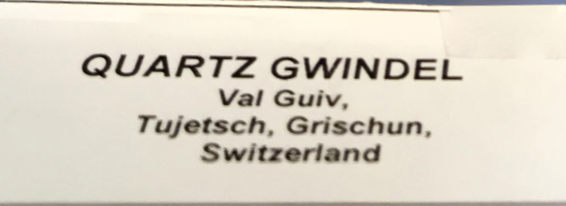 QUARTZ GWINDEL
Val Guiv,
Tujetsch, Grischun,
Switzerland